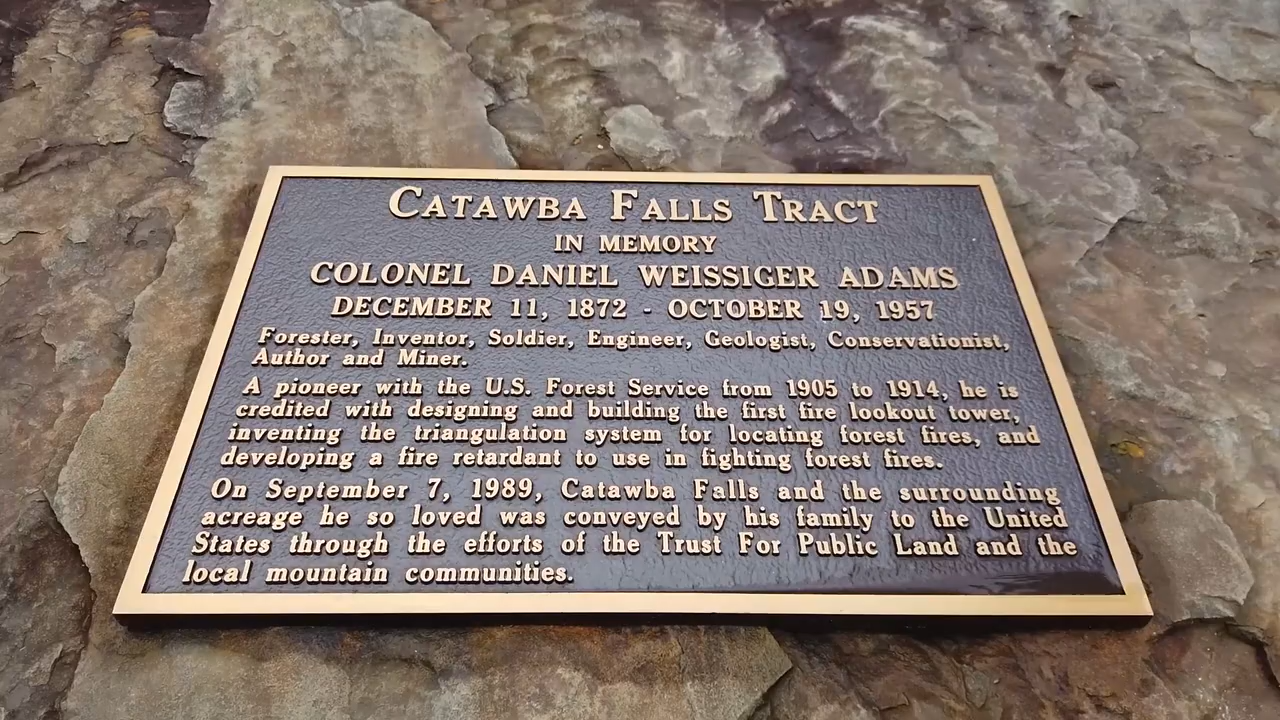 CATAWBA FALLS TRACT
IN MEMORY
COLONEL DANIEL WEISSIGER ADAMS
DECEMBER 11, 1872 - OCTOBER 19, 1957
Forester, Inventor, Soldier, Engineer, Geologist, Conservationist,
Author and Miner.
A pioneer with the U.S. Forest Service from 1905 to 1914, he is
credited with designing and building the first fire lookout tower,
inventing the triangulation system for locating forest fires, and
developing a fire retardant to use in fighting forest fires.
On September 7, 1989, Catawba Falls and the surrounding
acreage he so loved was conveyed by his family to the United
States through the efforts of the Trust For Public Land and the
local mountain communities.